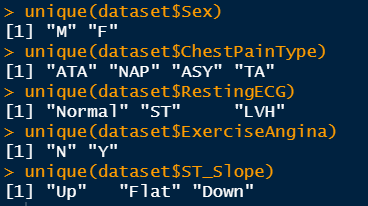 > unique(dataset$Sex)
[1] "M" "F"
> unique(dataset$ChestPainType)
[1] "ATA" "NAP" "ASY" "TA"
> unique(dataset$RestingECG)
[1] "Normal" "ST"     "LVH"
> unique(dataset$ExerciseAngina)
[1] "N" "Y"
> unique(dataset$ST_Slope)
[1] "Up"   "Flat" "Down"